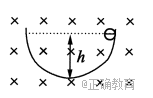 × × × × ×
× × × ×
h
× × × × ×
@正确教育